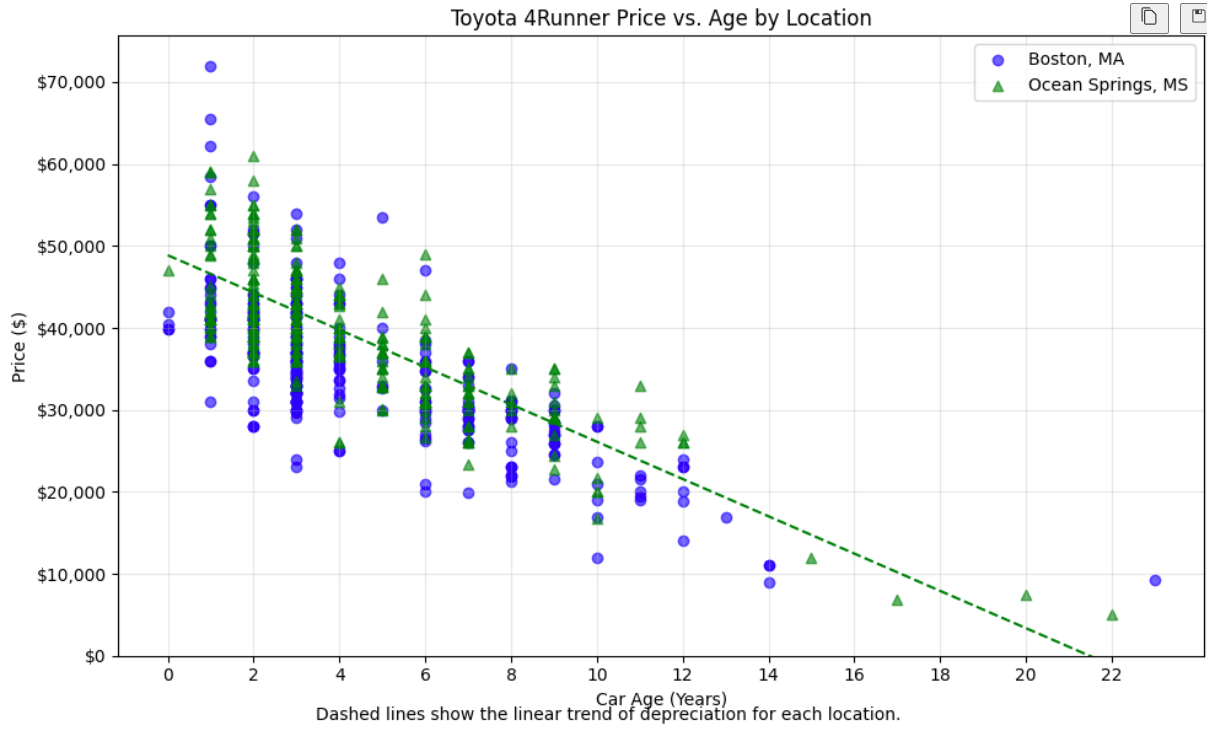 Toyota 4Runner Price vs. Age by Location
Boston, MA
Ocean Springs, MS
Price ($)
$70,000
$60,000
$50,000
$40,000
$30,000
$20,000
$10,000
$0
0 2 4 6 8 10 12 14 16 18 20 22
Car Age (Years)
Dashed lines show the linear trend of depreciation for each location.